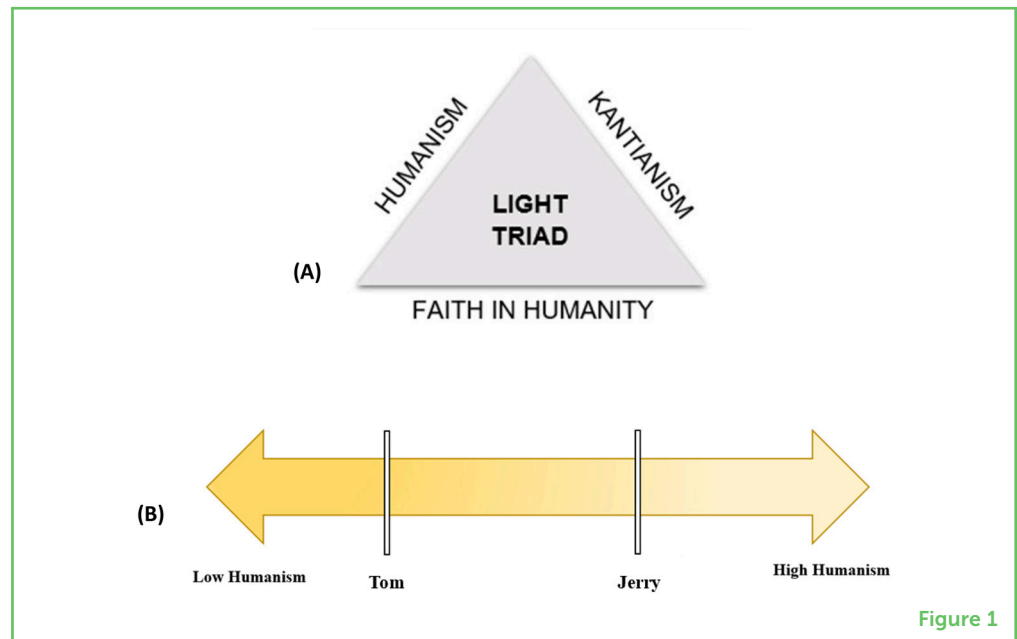 HUMANISM
KANTIANISM
LIGHT
TRIAD
(A)
FAITH IN HUMANITY
(B)
Low Humanism
Tom
Jerry
High Humanism
Figure 1